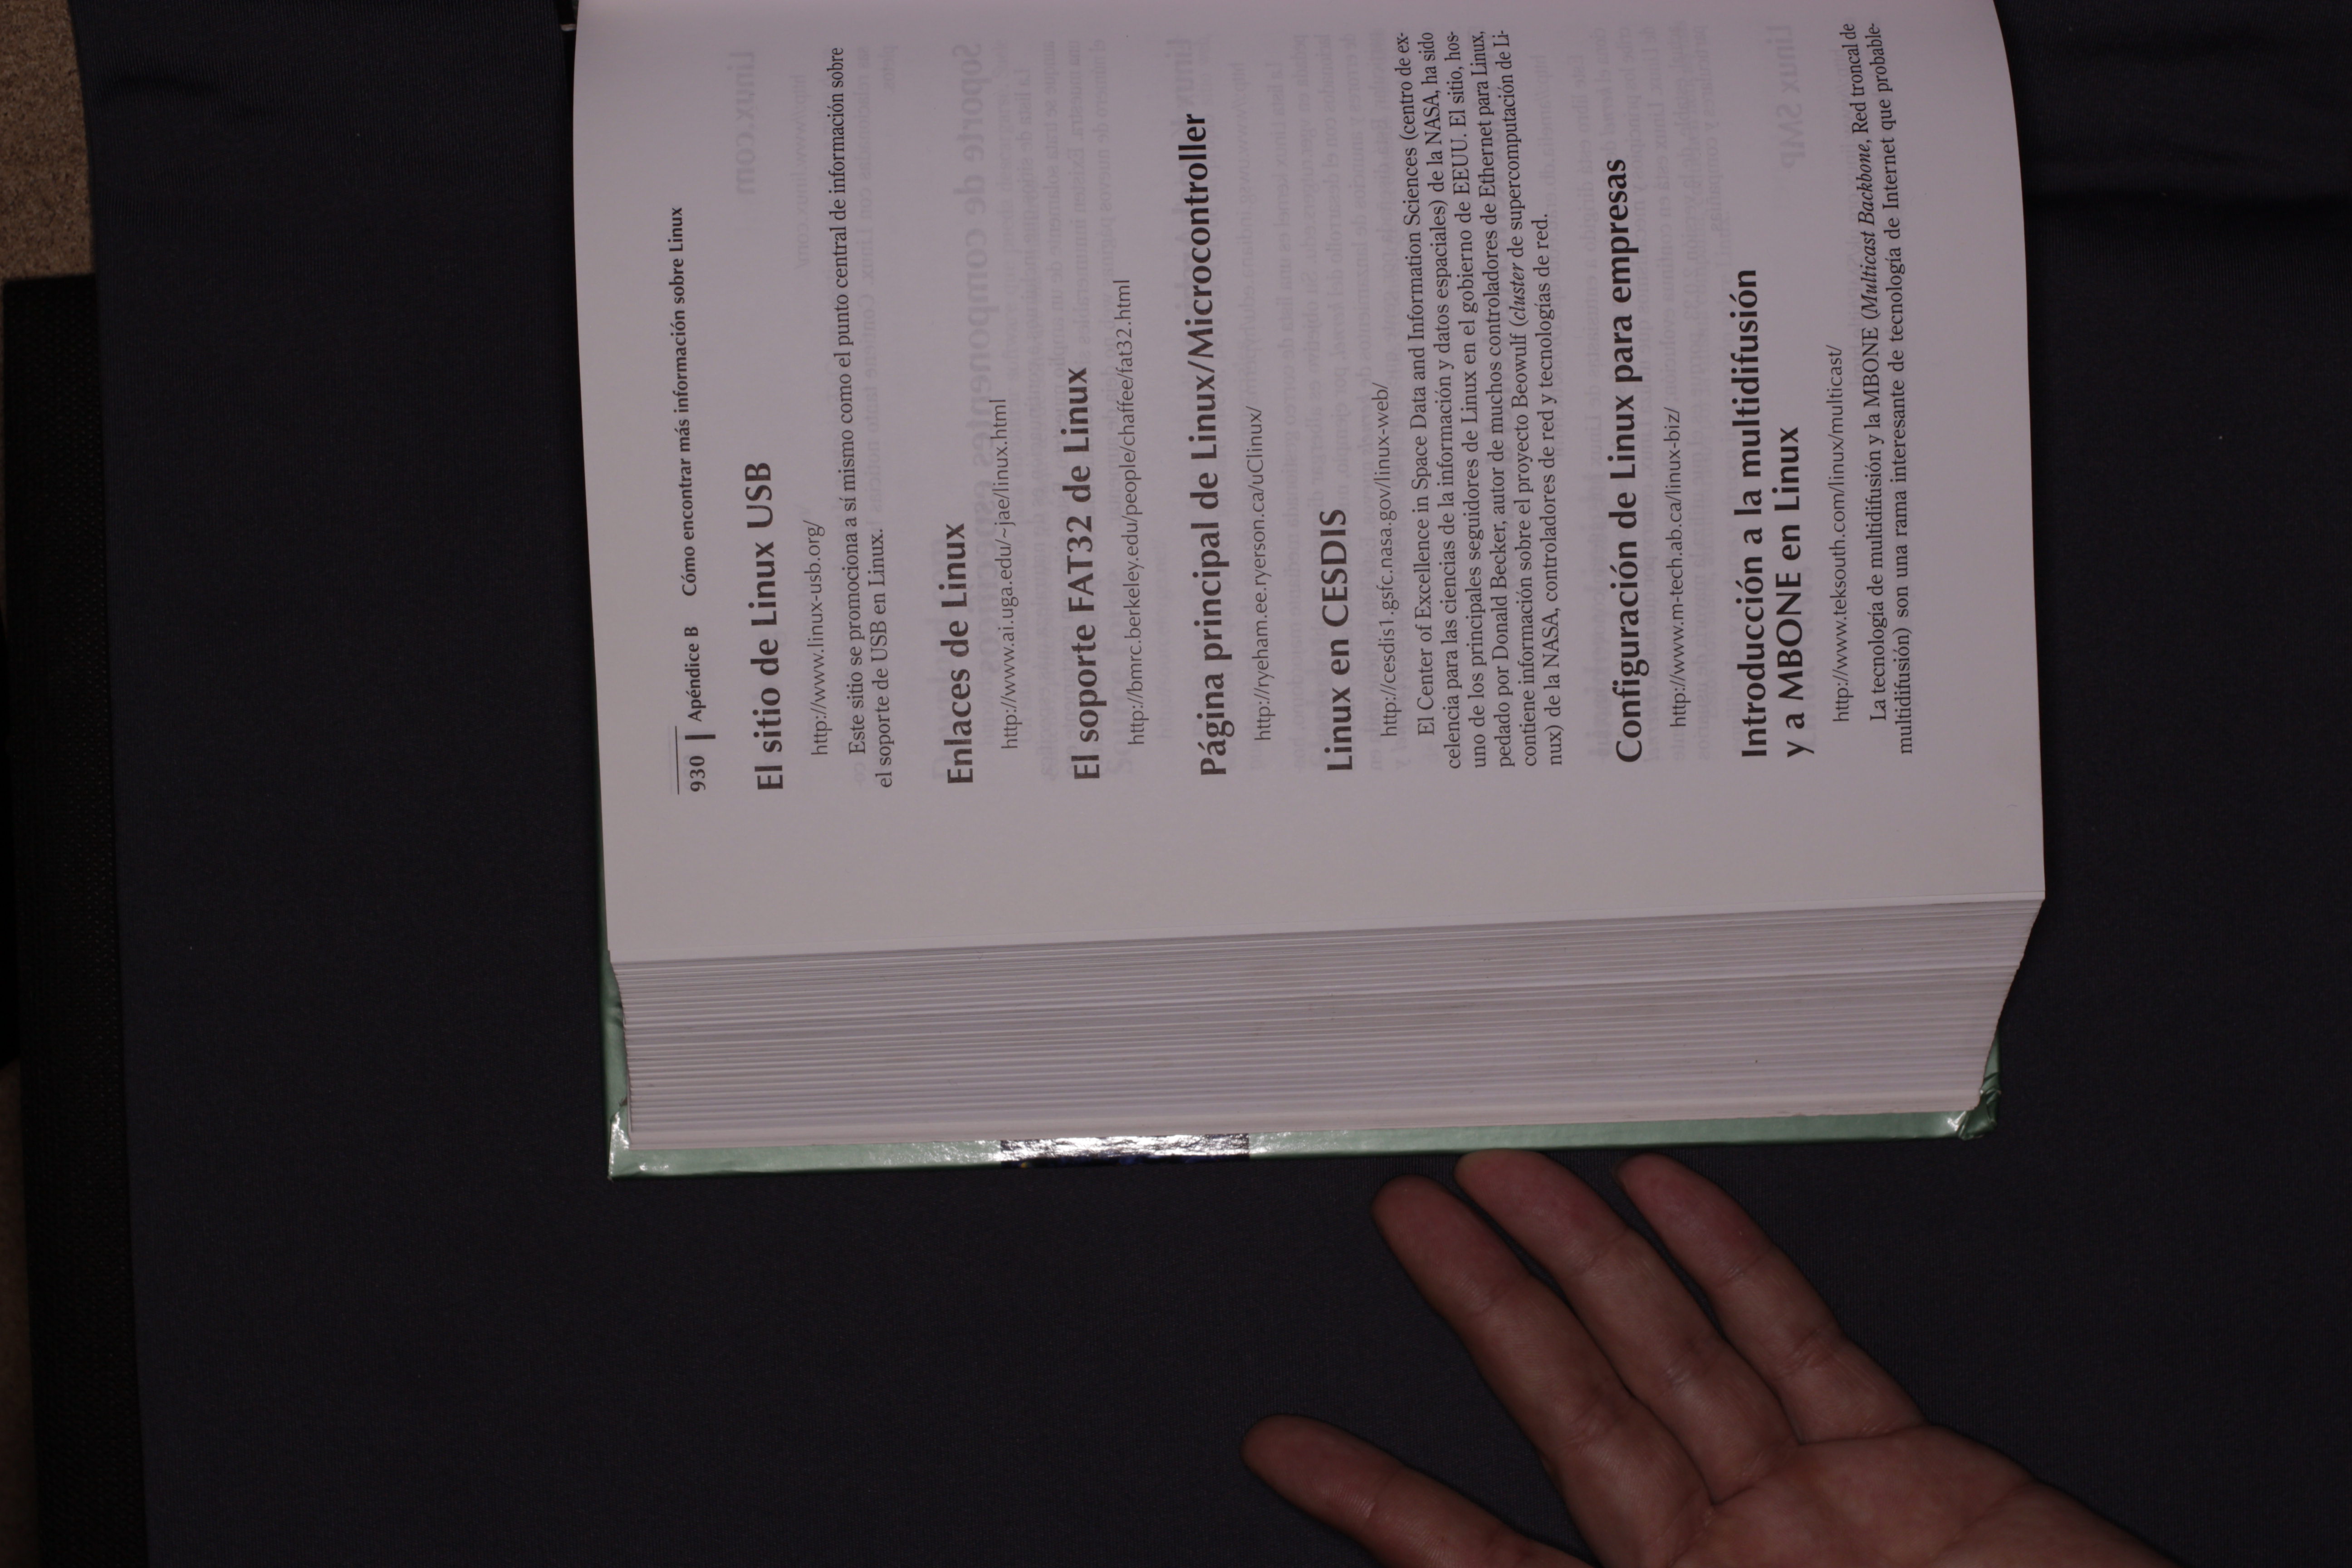 930 | Apéndice B Cómo encontrar más información sobre Linux
El sitio de Linux USB
http://www.linux-usb.org/
Este sitio se promociona a sí mismo como el punto central de información sobre
el soporte de USB en Linux.
Enlaces de Linux
http://www.ai.uga.edu/~jae/linux.html
El soporte FAT32 de Linux
http://bmrc.berkeley.edu/people/chaffee/fat32.html
Página principal de Linux/Microcontroller
http://ryeham.ee.ryerson.ca/uClinux/
Linux en CESDIS
http://cesdis1.gsfc.nasa.gov/linux-web/
El Center of Excellence in Space Data and Information Sciences (centro de ex-
celencia para las ciencias de la información y datos espaciales) de la NASA, ha sido
uno de los principales seguidores de Linux en el gobierno de EEUU. El sitio, hos-
pedado por Donald Becker, autor de muchos controladores de Ethernet para Linux,
contiene información sobre el proyecto Beowulf (cluster de supercomputación de Li-
nux) de la NASA, controladores de red y tecnologías de red.
Configuración de Linux para empresas
http://www.m-tech.ab.ca/linux-biz/
Introducción a la multidifusión
y a MBONE en Linux
http://www.teksouth.com/linux/multicast/
La tecnología de multidifusión y la MBONE (Multicast Backbone, Red troncal de
multidifusión) son una rama interesante de tecnología de Internet que probable-